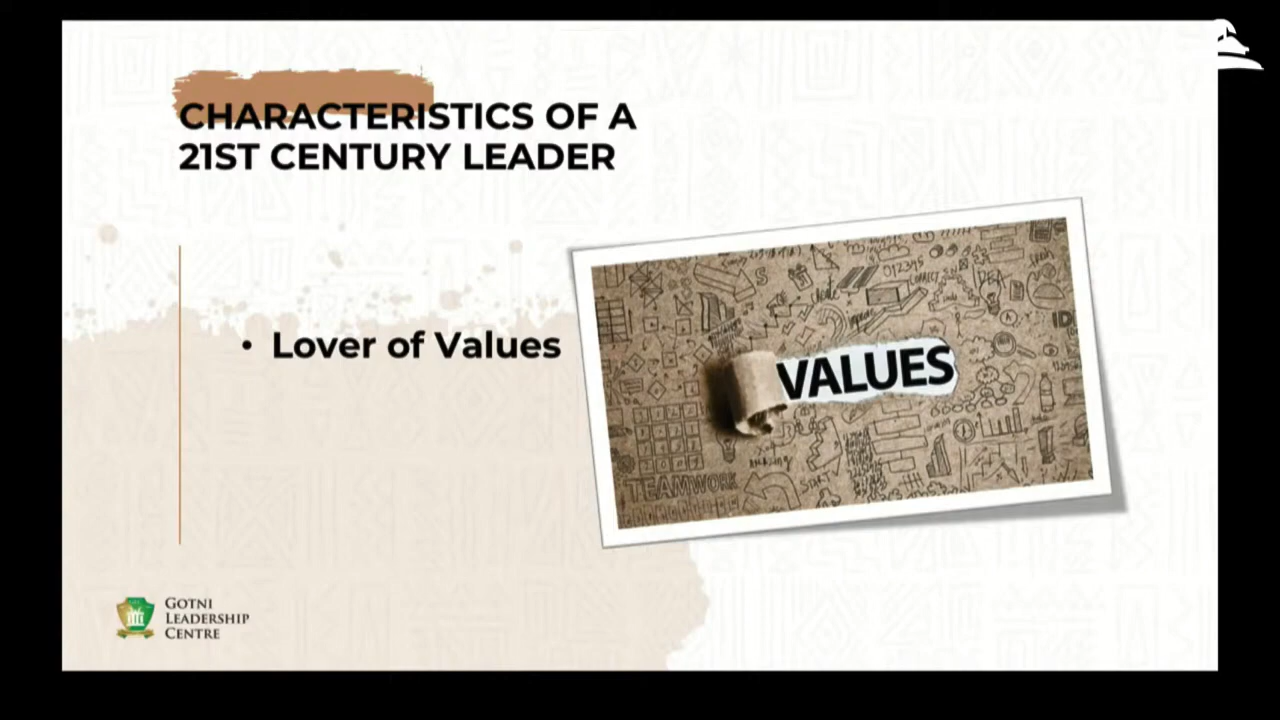 CHARACTERISTICS OF A
21ST CENTURY LEADER
• Lover of Values
VALUES
TEAMWORK
GOTNI
LEADERSHIP
CENTRE